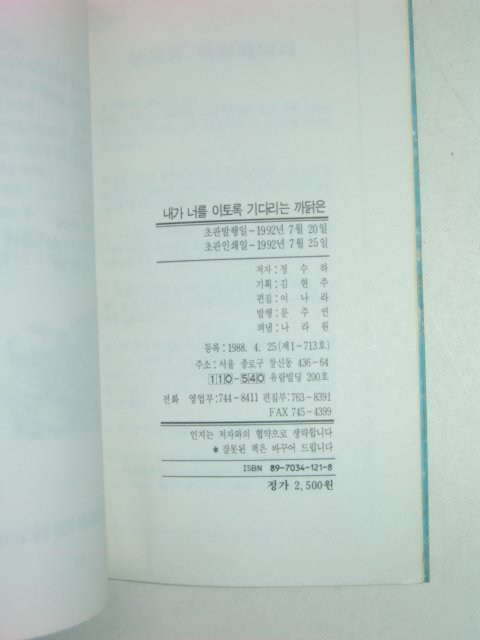 내가 너를 이토록 기다리는 까닭은
초판발행일-1992년 7월 20일
초판인쇄일-1992년 7월 25일
저자:정 수 하
기획:김 현 주
편집:이 나 라
발행:문 주 연
펴냄:나 라 원
등록:1988. 4. 25(제1-713호)
주소:서울 종로구 창신동 436-64
110-540 유람빌딩 200호
전화 영업부:744-8411 편집부:763-8391
FAX 745-4399
인지는 저자와의 협약으로 생략합니다
*잘못된 책은 바꾸어 드립니다
ISBN 89-7034-121-8
정가 2,500원